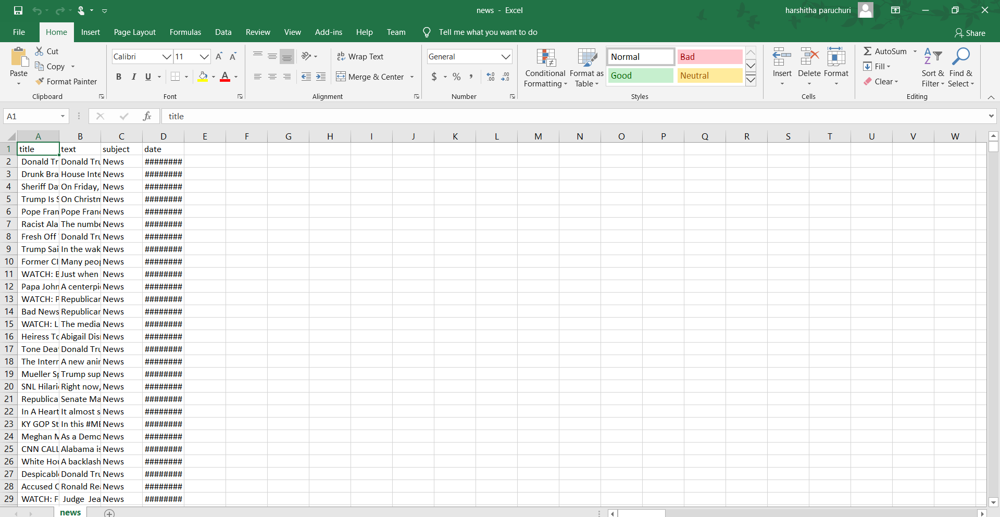 news - Excel
harshitha paruchuri
File Home Insert Page Layout Formulas Data Review View Add-ins Help Team Tell me what you want to do Share
Paste Cut
Copy
Format Painter
Clipboard
Calibri 11
B I U A
Font
Wrap Text
Merge & Center
Alignment
General
$ % ,
Number
Conditional Formatting
Format as Table
Normal Bad
Good Neutral
Styles
Insert Delete Format
Cells
AutoSum
Fill
Clear
Sort & Filter
Find & Select
Editing
A1 fx title
A B C D E F G H I J K L M N O P Q R S T U V W
1 title text subject date
2 Donald Tr Donald Tru News ########
3 Drunk Bra House Inte News ########
4 Sheriff Da On Friday, News ########
5 Trump Is S On Christm News ########
6 Pope Fran Pope Franc News ########
7 Racist Ala The numbe News ########
8 Fresh Off Donald Tru News ########
9 Trump Sai In the wak News ########
10 Former CI Many peop News ########
11 WATCH: B Just when News ########
12 Papa John A centerpi News ########
13 WATCH: P Republican News ########
14 Bad News Republican News ########
15 WATCH: L The media News ########
16 Heiress To Abigail Disn News ########
17 Tone Deaf Donald Tru News ########
18 The Intern A new anim News ########
19 Mueller Sp Trump sup News ########
20 SNL Hilari Right now, News ########
21 Republica Senate Ma News ########
22 In A Heart It almost s News ########
23 KY GOP St In this #ME News ########
24 Meghan M As a Demo News ########
25 CNN CALL Alabama is News ########
26 White Hou A backlash News ########
27 Despicabl Donald Tru News ########
28 Accused C Ronald Rea News ########
29 WATCH: F Judge Jea News ########
news